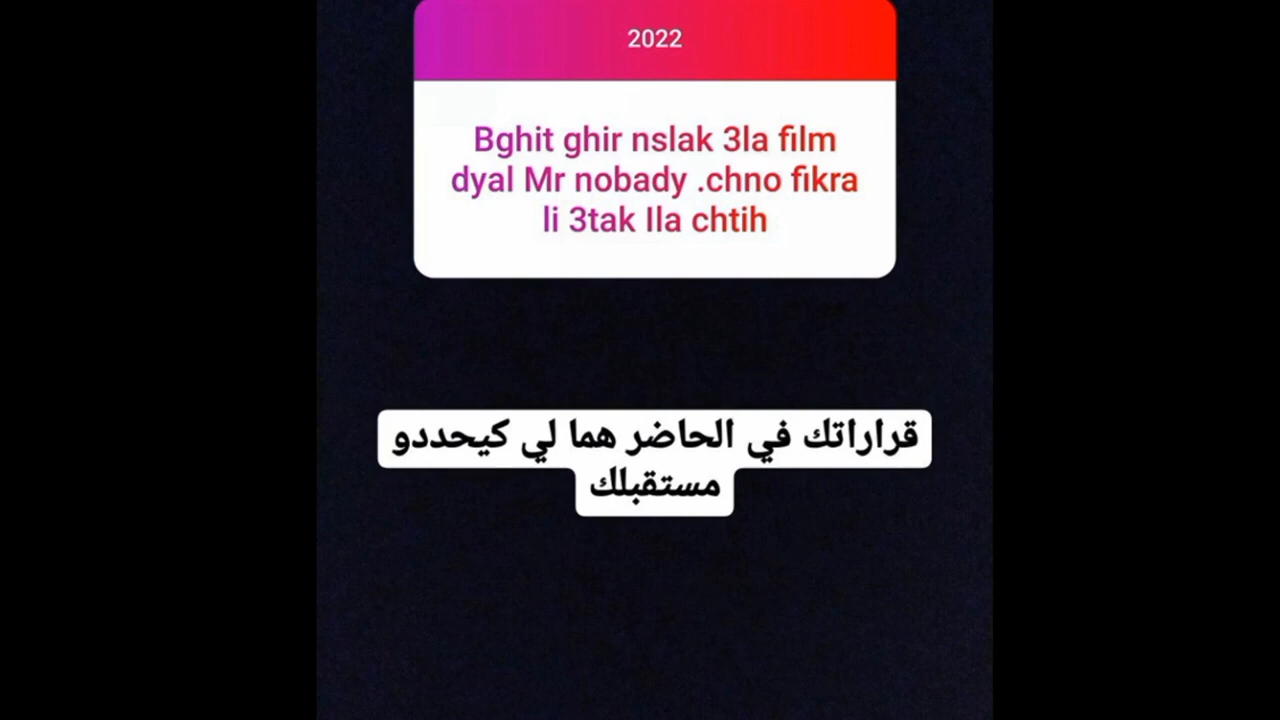 2022
Bghit ghir nslak 3la film
dyal Mr nobady .chno fikra
li 3tak Ila chtih
قراراتك في الحاضر هما لي كيحددو
مستقبلك